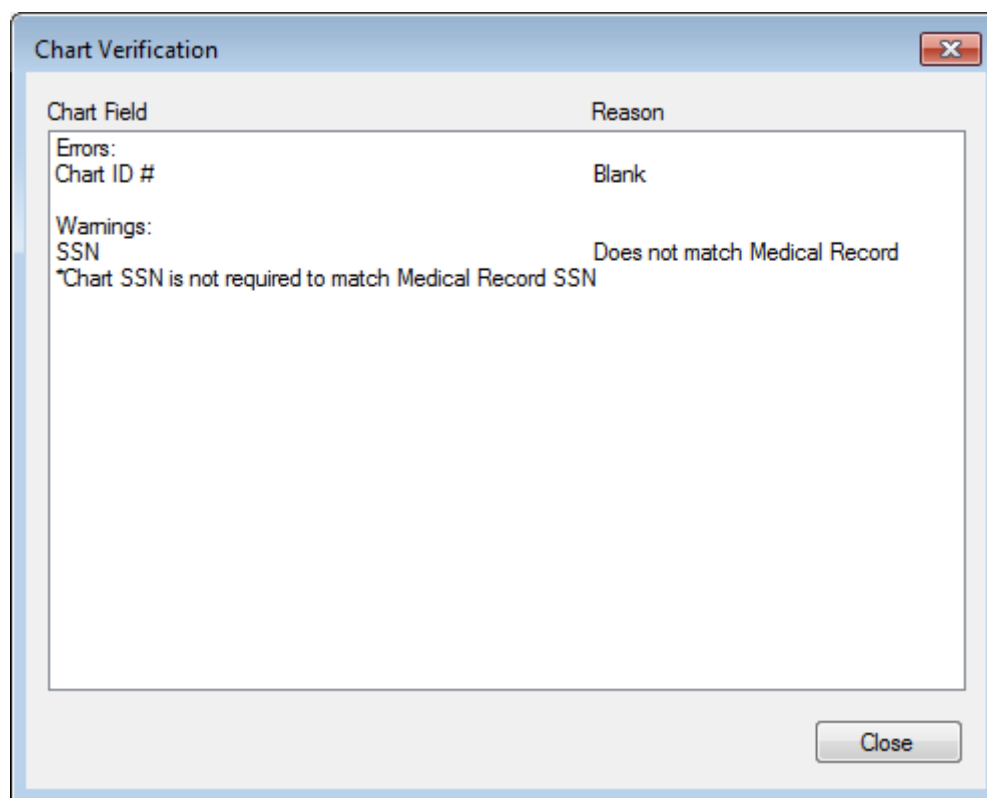 Chart Verification
Chart Field Reason
Errors:
Chart ID # Blank
Warnings:
SSN Does not match Medical Record
*Chart SSN is not required to match Medical Record SSN
Close